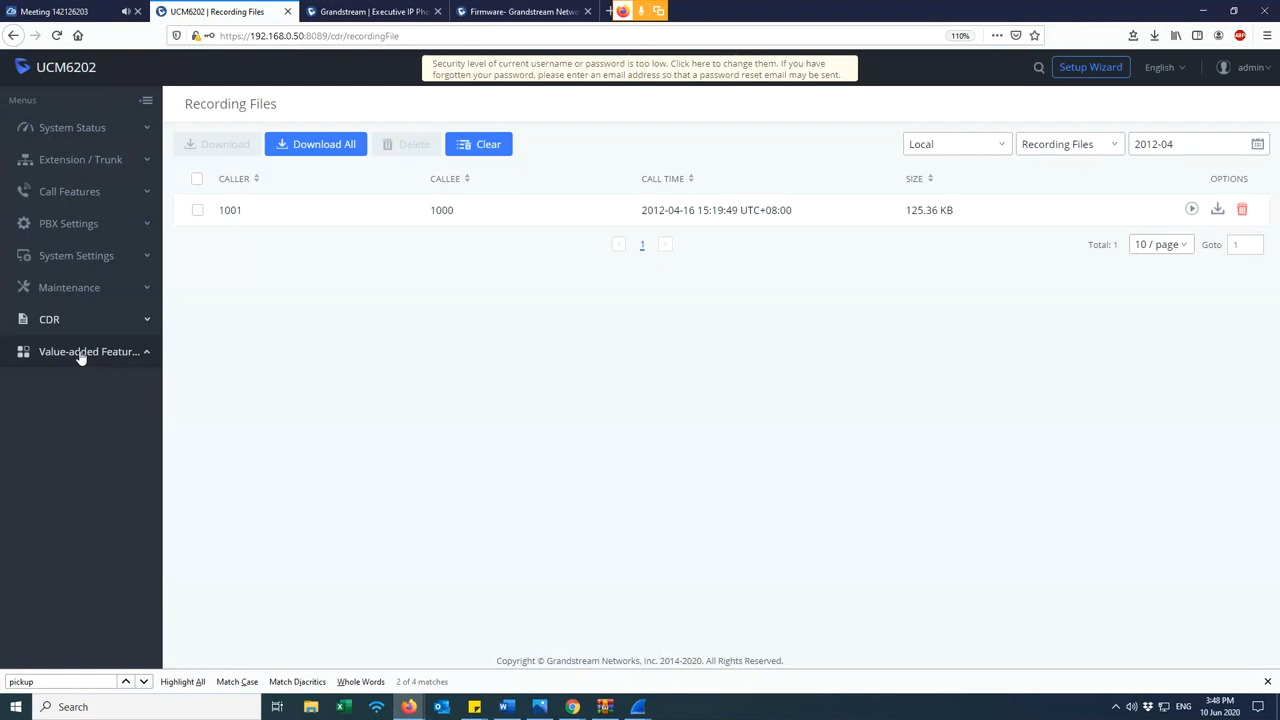 Meeting 142126203
UCM6202 | Recording Files
Grandstream | Executive IP Pho
Firmware- Grandstream Netwo
https://192.168.0.50:8089/cdr/recordingFile
110%
ABP
UCM6202
Security level of current username or password is too low. Click here to change them. If you have
forgotten your password, please enter an email address so that a password reset email may be sent.
Setup Wizard
English
admin
Menus
System Status
Extension / Trunk
Call Features
PBX Settings
System Settings
Maintenance
CDR
Value-added Featur...
Recording Files
Download
Download All
Delete
Clear
Local
Recording Files
2012-04
CALLER
CALLEE
CALL TIME
SIZE
OPTIONS
1001
1000
2012-04-16 15:19:49 UTC+08:00
125.36 KB
1
Total: 1
10 / page
Goto
1
Copyright © Grandstream Networks, Inc. 2014-2020. All Rights Reserved.
pickup
Highlight All
Match Case
Match Diacritics
Whole Words
2 of 4 matches
Search
ENG
3:48 PM
10 Jun 2020